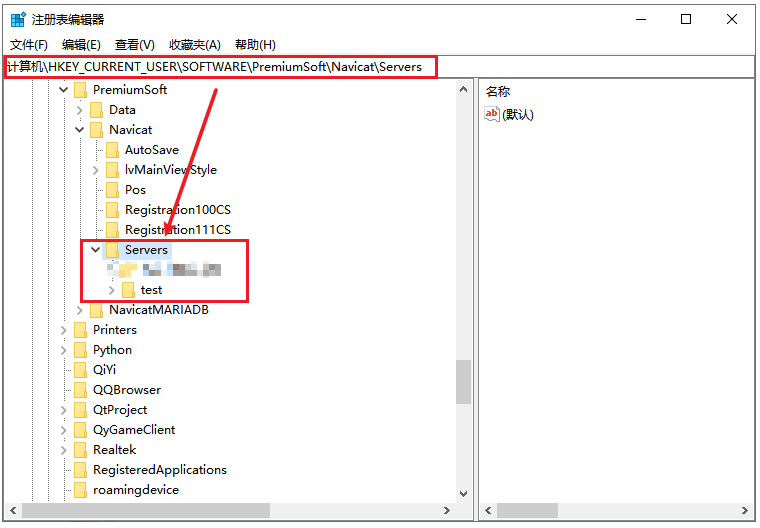 注册表编辑器
文件(F) 编辑(E) 查看(V) 收藏夹(A) 帮助(H)
计算机\HKEY_CURRENT_USER\SOFTWARE\PremiumSoft\Navicat\Servers
PremiumSoft
Data
Navicat
AutoSave
lvMainViewStyle
Pos
Registration100CS
Registration111CS
Servers
test
NavicatMARIADB
Printers
Python
QiYi
QQBrowser
QtProject
QyGameClient
Realtek
RegisteredApplications
roamingdevice
名称
ab (默认)